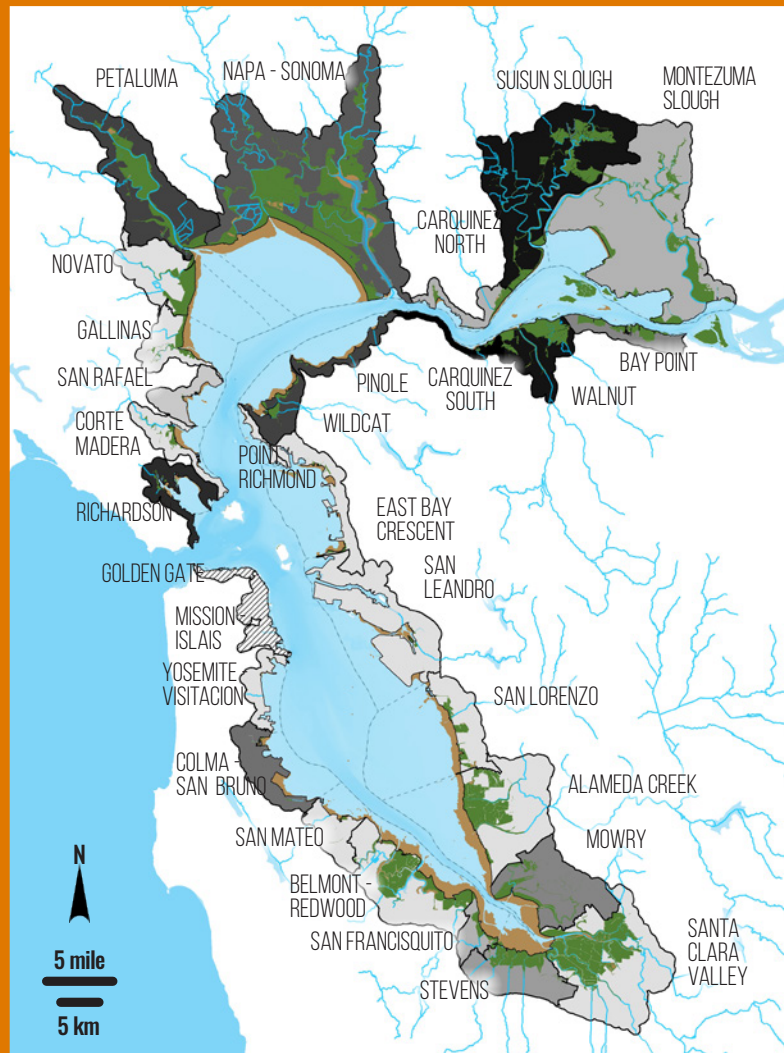 PETALUMA
NAPA - SONOMA
SUISUN SLOUGH
MONTEZUMA
SLOUGH
CARQUINEZ
NORTH
NOVATO
GALLINAS
SAN RAFAEL
CORTE
MADERA
RICHARDSON
PINOLE
CARQUINEZ
SOUTH
BAY POINT
WALNUT
WILDCAT
POINT
RICHMOND
EAST BAY
CRESCENT
SAN
LEANDRO
GOLDEN GATE
MISSION
ISLAIS
YOSEMITE
VISITACION
SAN LORENZO
COLMA -
SAN BRUNO
ALAMEDA CREEK
MOWRY
SAN MATEO
BELMONT -
REDWOOD
SAN FRANCISQUITO
STEVENS
SANTA
CLARA
VALLEY
N
5 mile
5 km